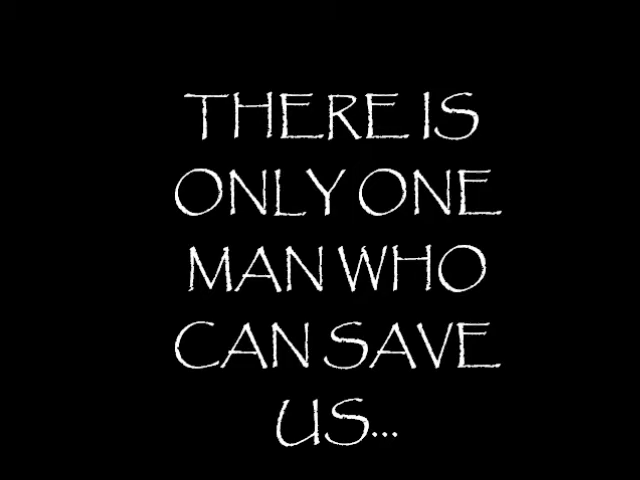 THERE IS
ONLY ONE
MAN WHO
CAN SAVE
US...